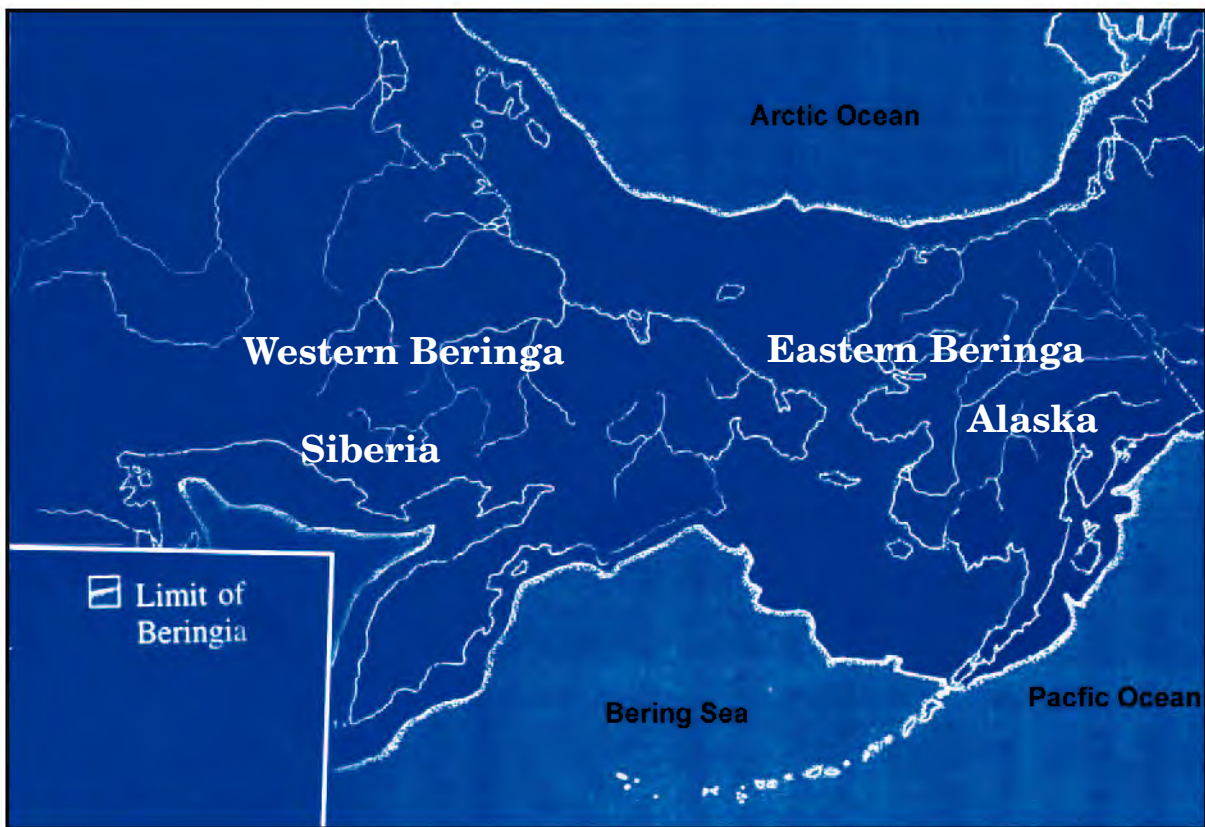 Arctic Ocean
Western Beringa
Eastern Beringa
Alaska
Siberia
Limit of
Beringia
Bering Sea
Pacfic Ocean